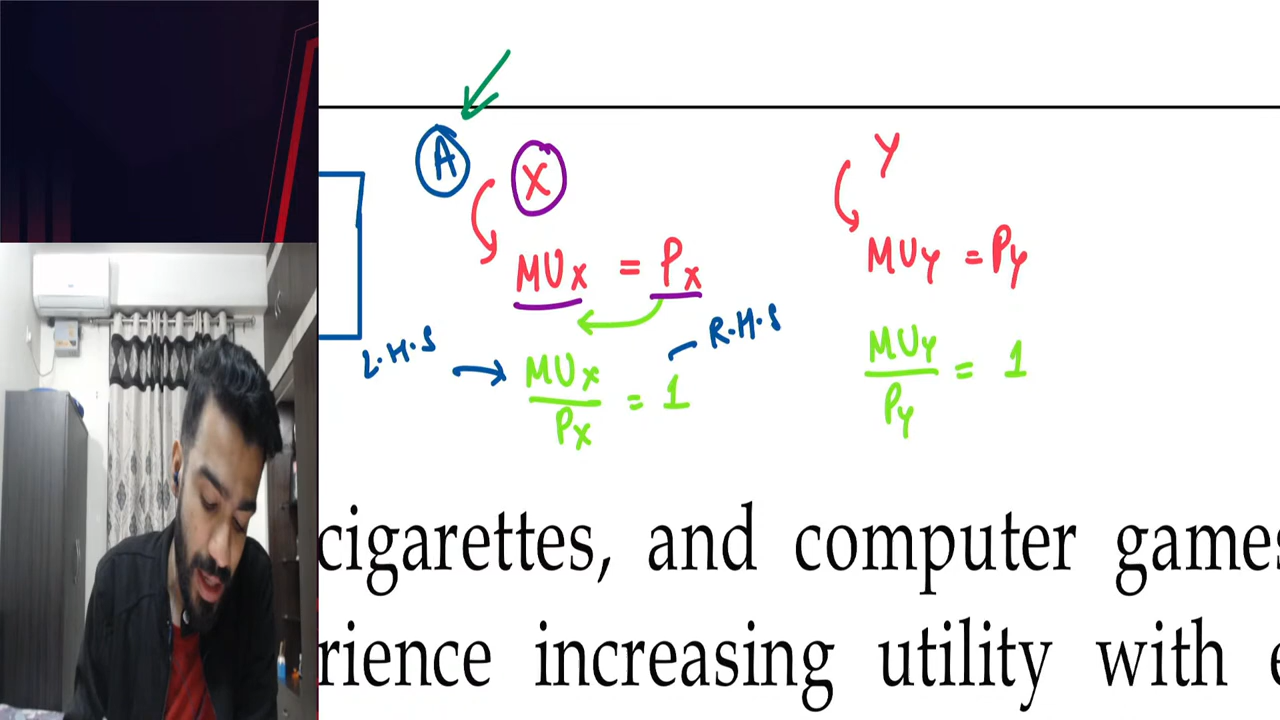 A X Y
MUx = Px MUy = Py
L.H.S R.H.S
MUx/Px = 1 MUy/Py = 1
cigarettes, and computer games
rience increasing utility with